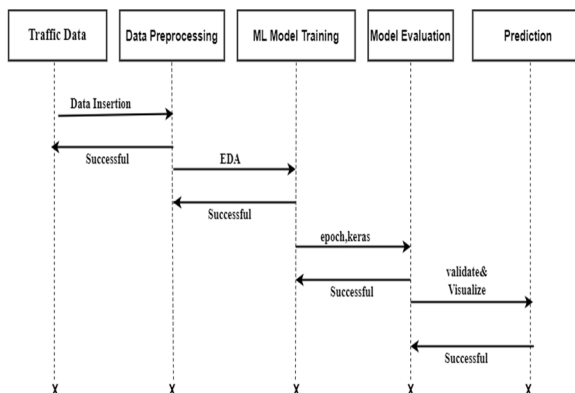 Traffic Data
Data Preprocessing
ML Model Training
Model Evaluation
Prediction
Data Insertion
Successful
EDA
Successful
epoch,keras
Successful
validate&
Visualize
Successful
X X X X X